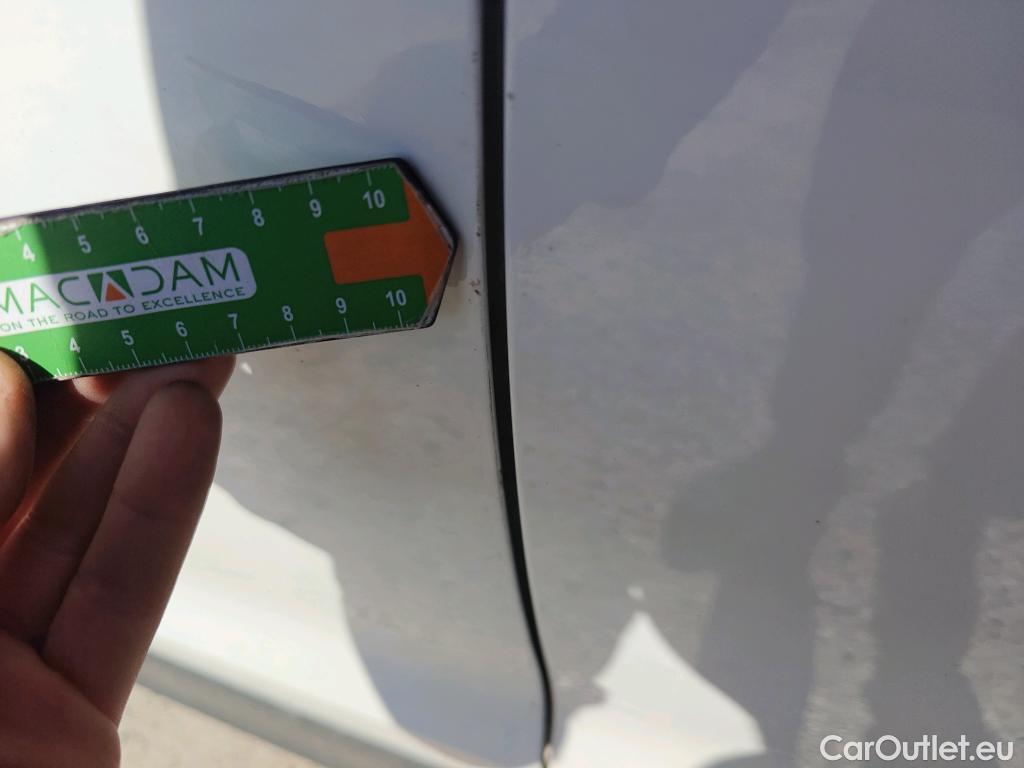 4 5 6 7 8 9 10
MACADAM
ON THE ROAD TO EXCELLENCE
3 4 5 6 7 8 9 10
CarOutlet.eu